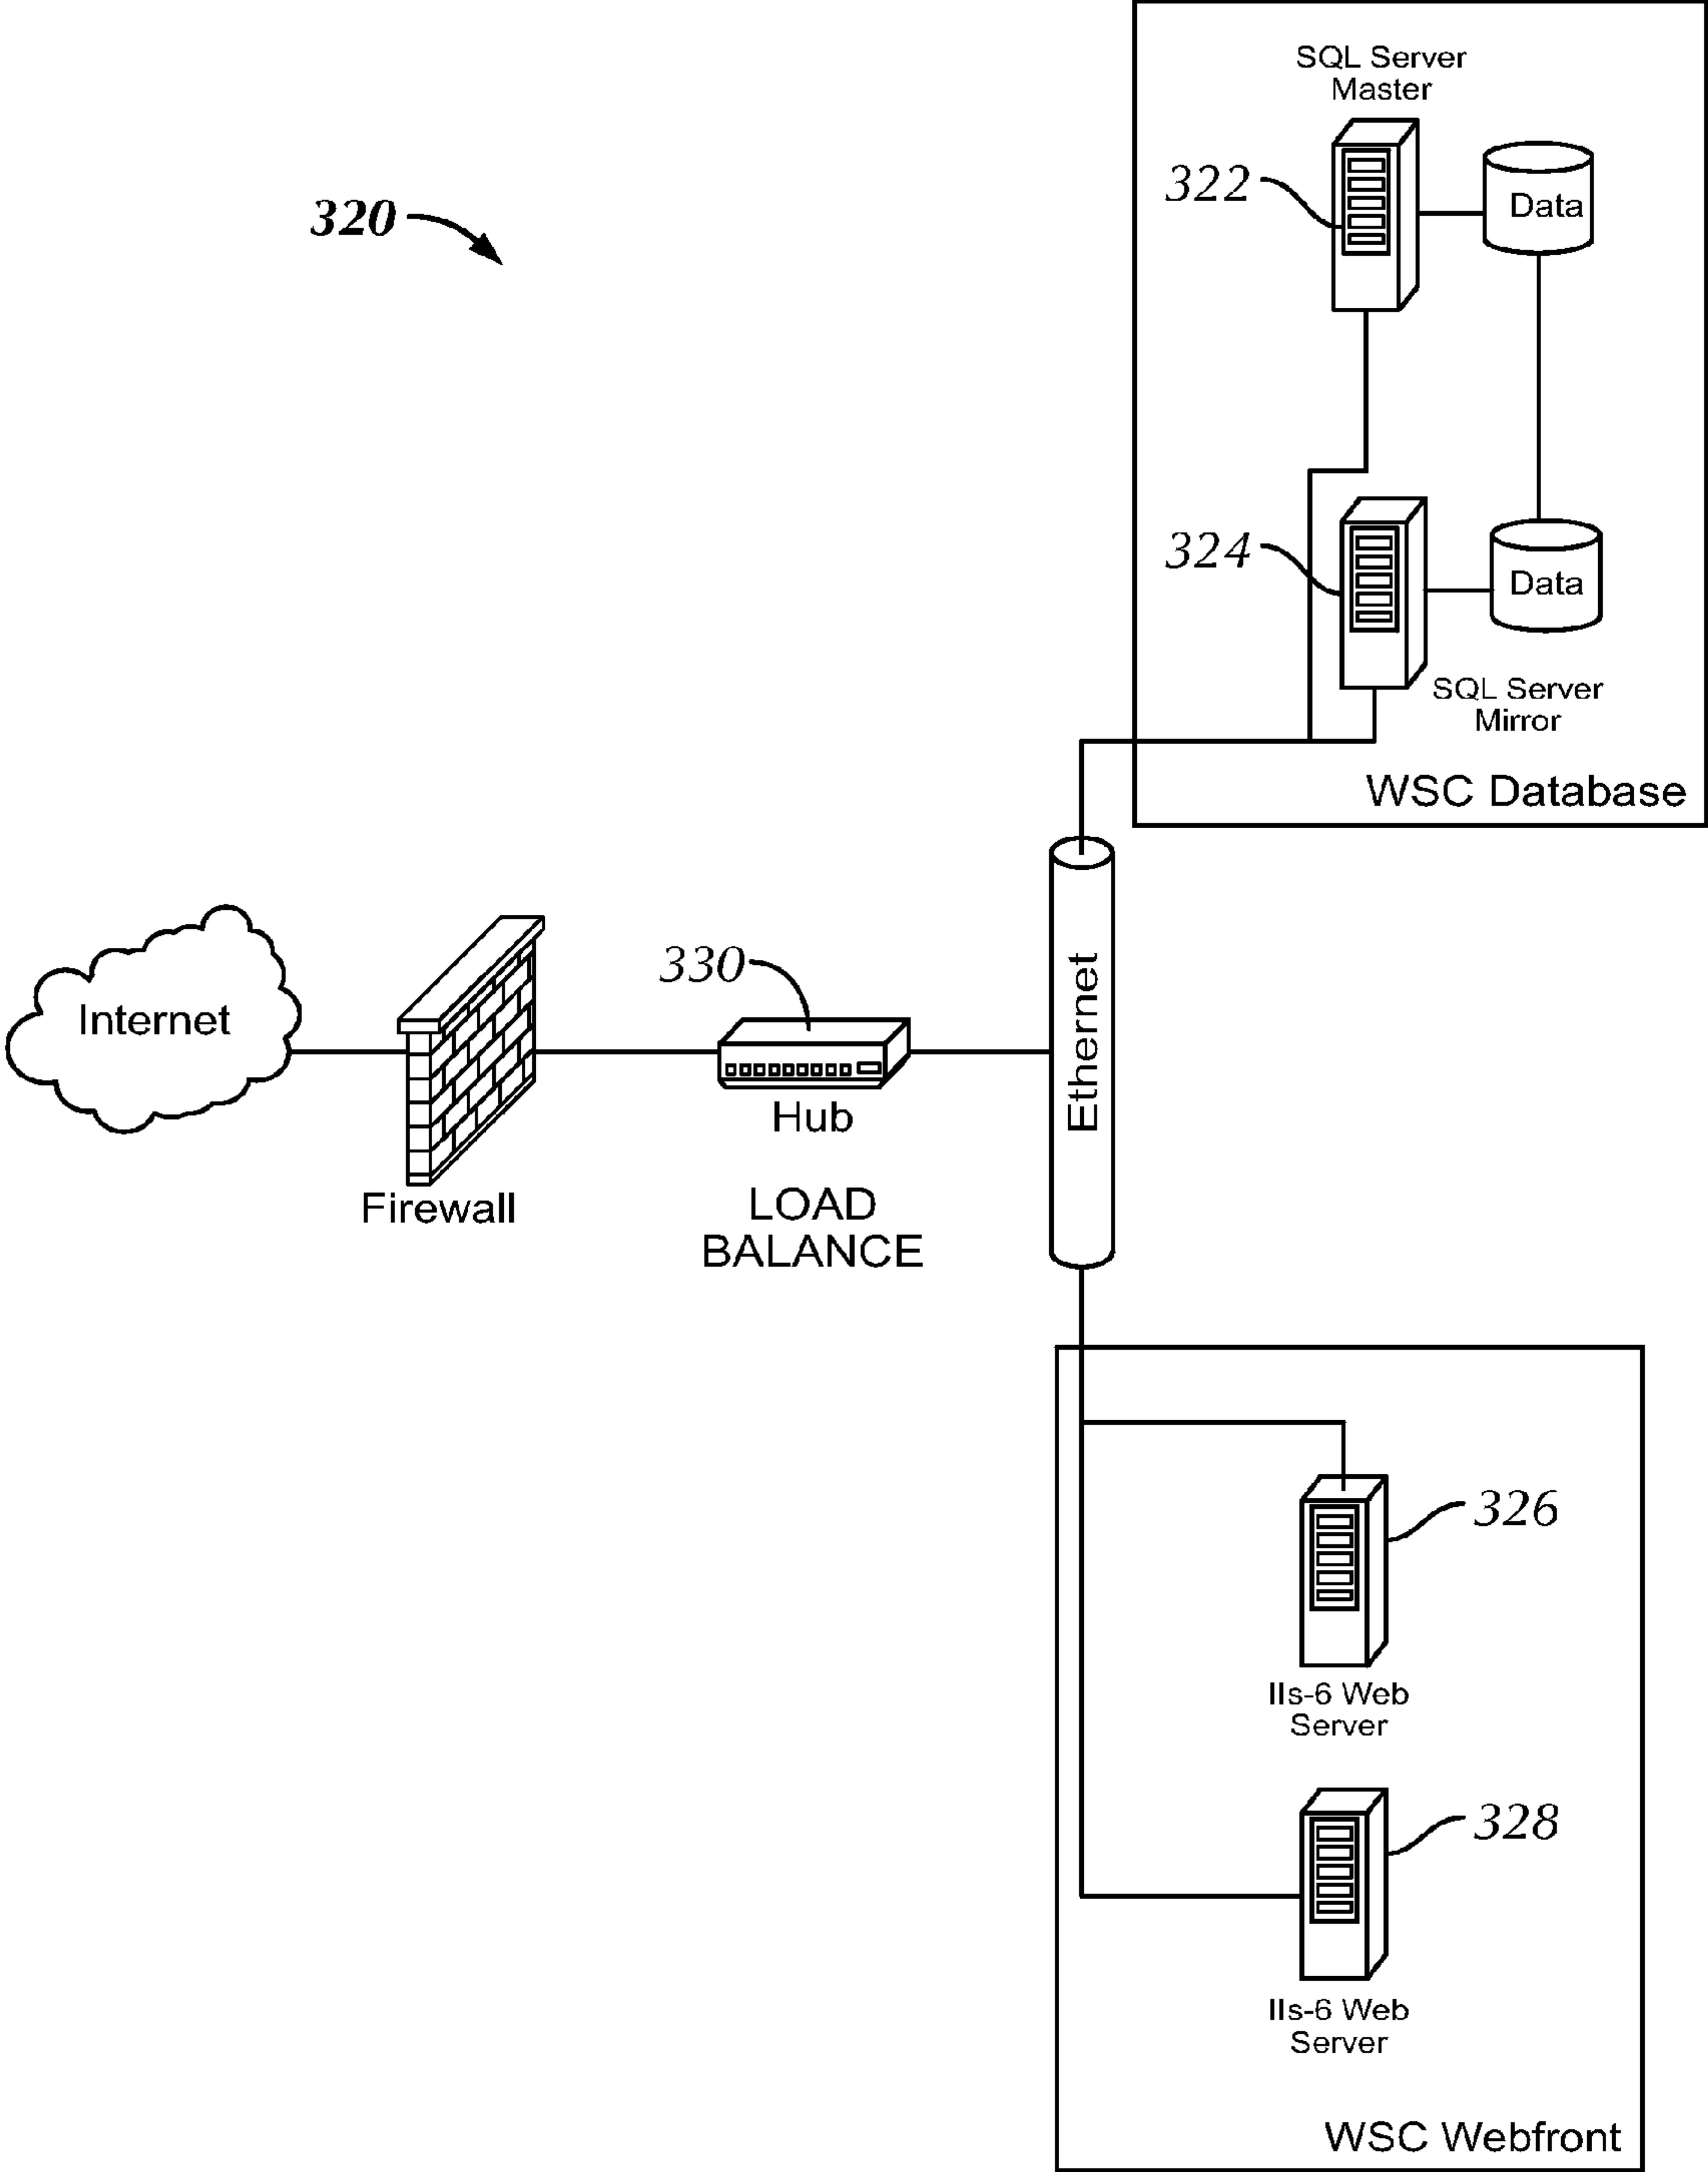 SQL Server
Master
322
Data
320
324
Data
SQL Server
Mirror
WSC Database
Internet
330
Ethernet
Hub
Firewall
LOAD
BALANCE
326
IIs-6 Web
Server
328
IIs-6 Web
Server
WSC Webfront